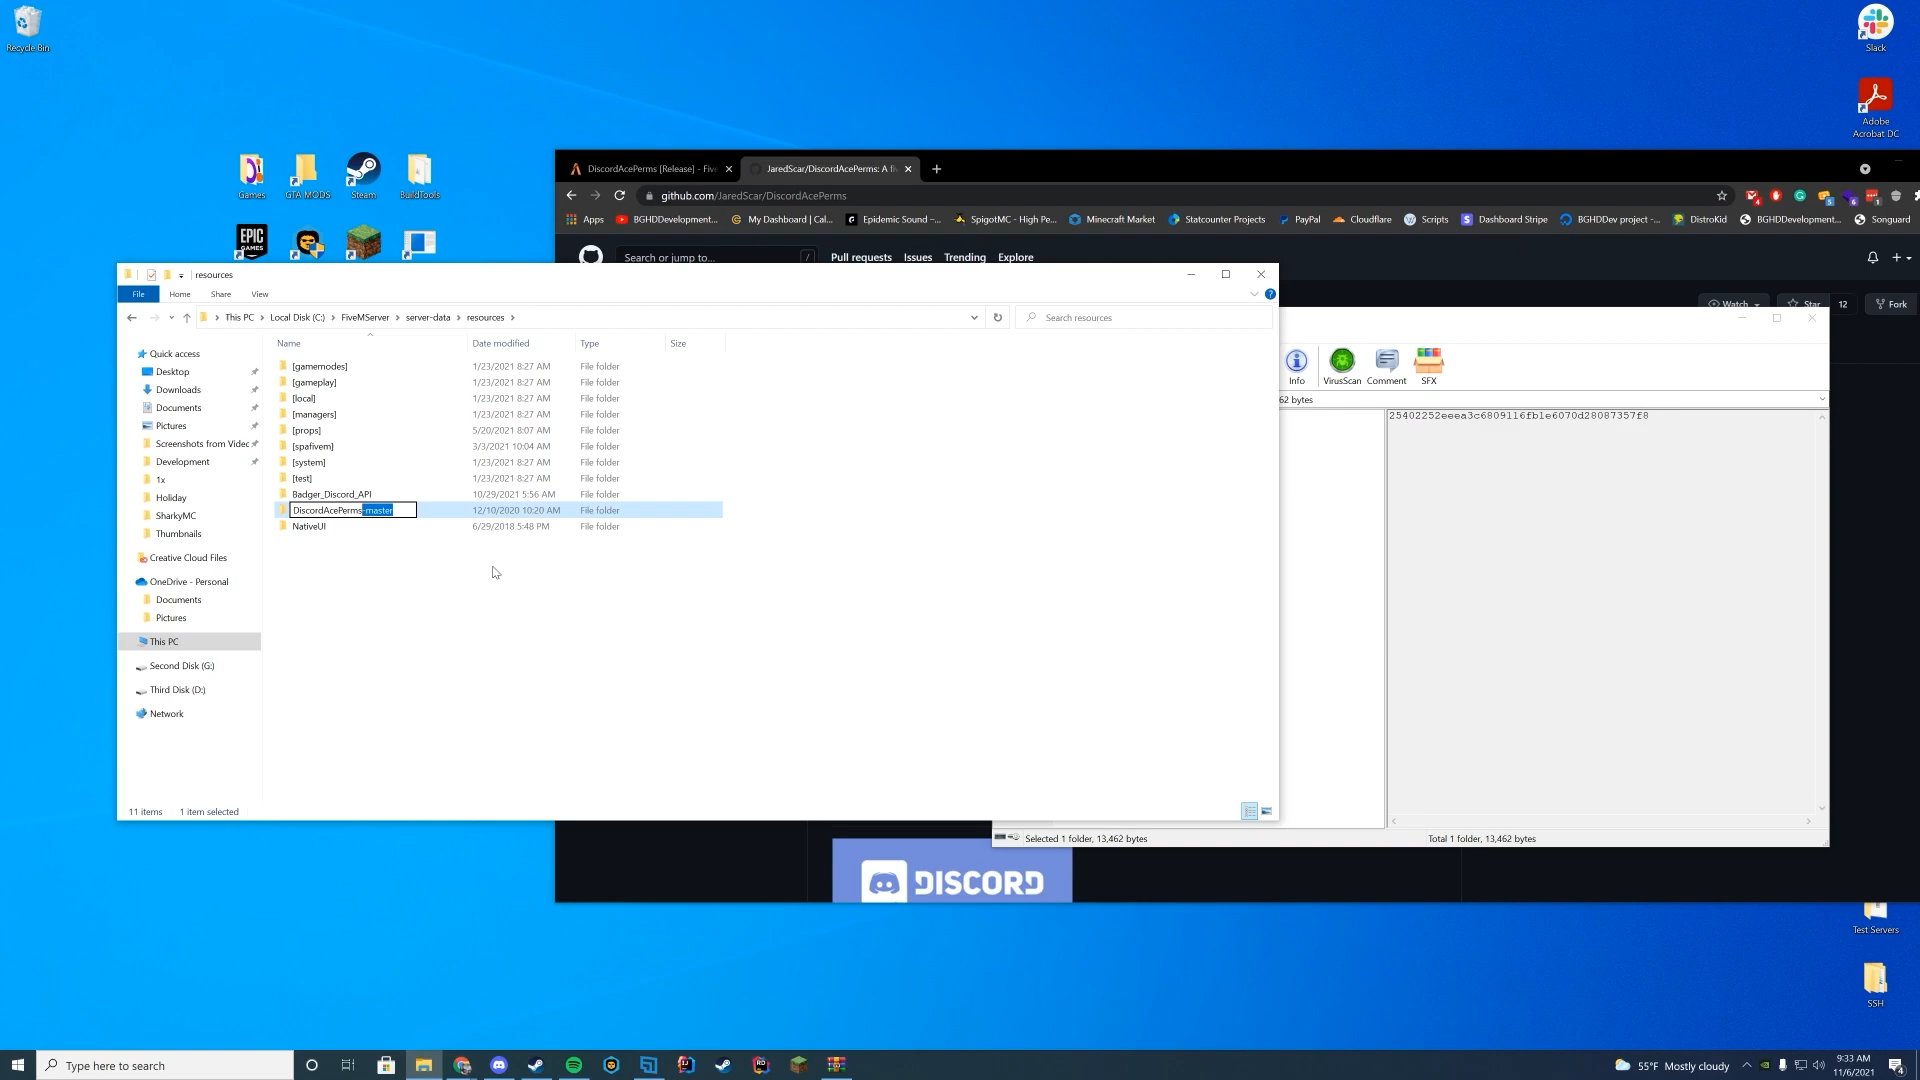 Recycle Bin
Slack
Adobe
Acrobat DC
Games
GTA MODS
Steam
BuildTools
EPIC
GAMES
DiscordAcePerms [Release] - Five
JaredScar/DiscordAcePerms: A fi
github.com/JaredScar/DiscordAcePerms
Apps
BGHDDevelopment...
My Dashboard | Cal...
Epidemic Sound –...
SpigotMC - High Pe...
Minecraft Market
Statcounter Projects
PayPal
Cloudflare
Scripts
Dashboard Stripe
BGHDDev project -...
DistroKid
BGHDDevelopment...
Songuard
Search or jump to...
Pull requests
Issues
Trending
Explore
Watch
Star
12
Fork
resources
File
Home
Share
View
This PC
Local Disk (C:)
FiveMServer
server-data
resources
Search resources
Name
Date modified
Type
Size
[gamemodes] 1/23/2021 8:27 AM File folder
[gameplay] 1/23/2021 8:27 AM File folder
[local] 1/23/2021 8:27 AM File folder
[managers] 1/23/2021 8:27 AM File folder
[props] 5/20/2021 8:07 AM File folder
[spafivem] 3/3/2021 10:04 AM File folder
[system] 1/23/2021 8:27 AM File folder
[test] 1/23/2021 8:27 AM File folder
Badger_Discord_API 10/29/2021 5:56 AM File folder
DiscordAcePerms-master 12/10/2020 10:20 AM File folder
NativeUI 6/29/2018 5:48 PM File folder
Quick access
Desktop
Downloads
Documents
Pictures
Screenshots from Videc
Development
1x
Holiday
SharkyMC
Thumbnails
Creative Cloud Files
OneDrive - Personal
Documents
Pictures
This PC
Second Disk (G:)
Third Disk (D:)
Network
11 items
1 item selected
Info
VirusScan
Comment
SFX
62 bytes
25402252eeea3c6809116fb1e6070d28087357f8
Selected 1 folder, 13,462 bytes
Total 1 folder, 13,462 bytes
DISCORD
Test Servers
SSH
Type here to search
55°F Mostly cloudy
9:33 AM
11/6/2021
4